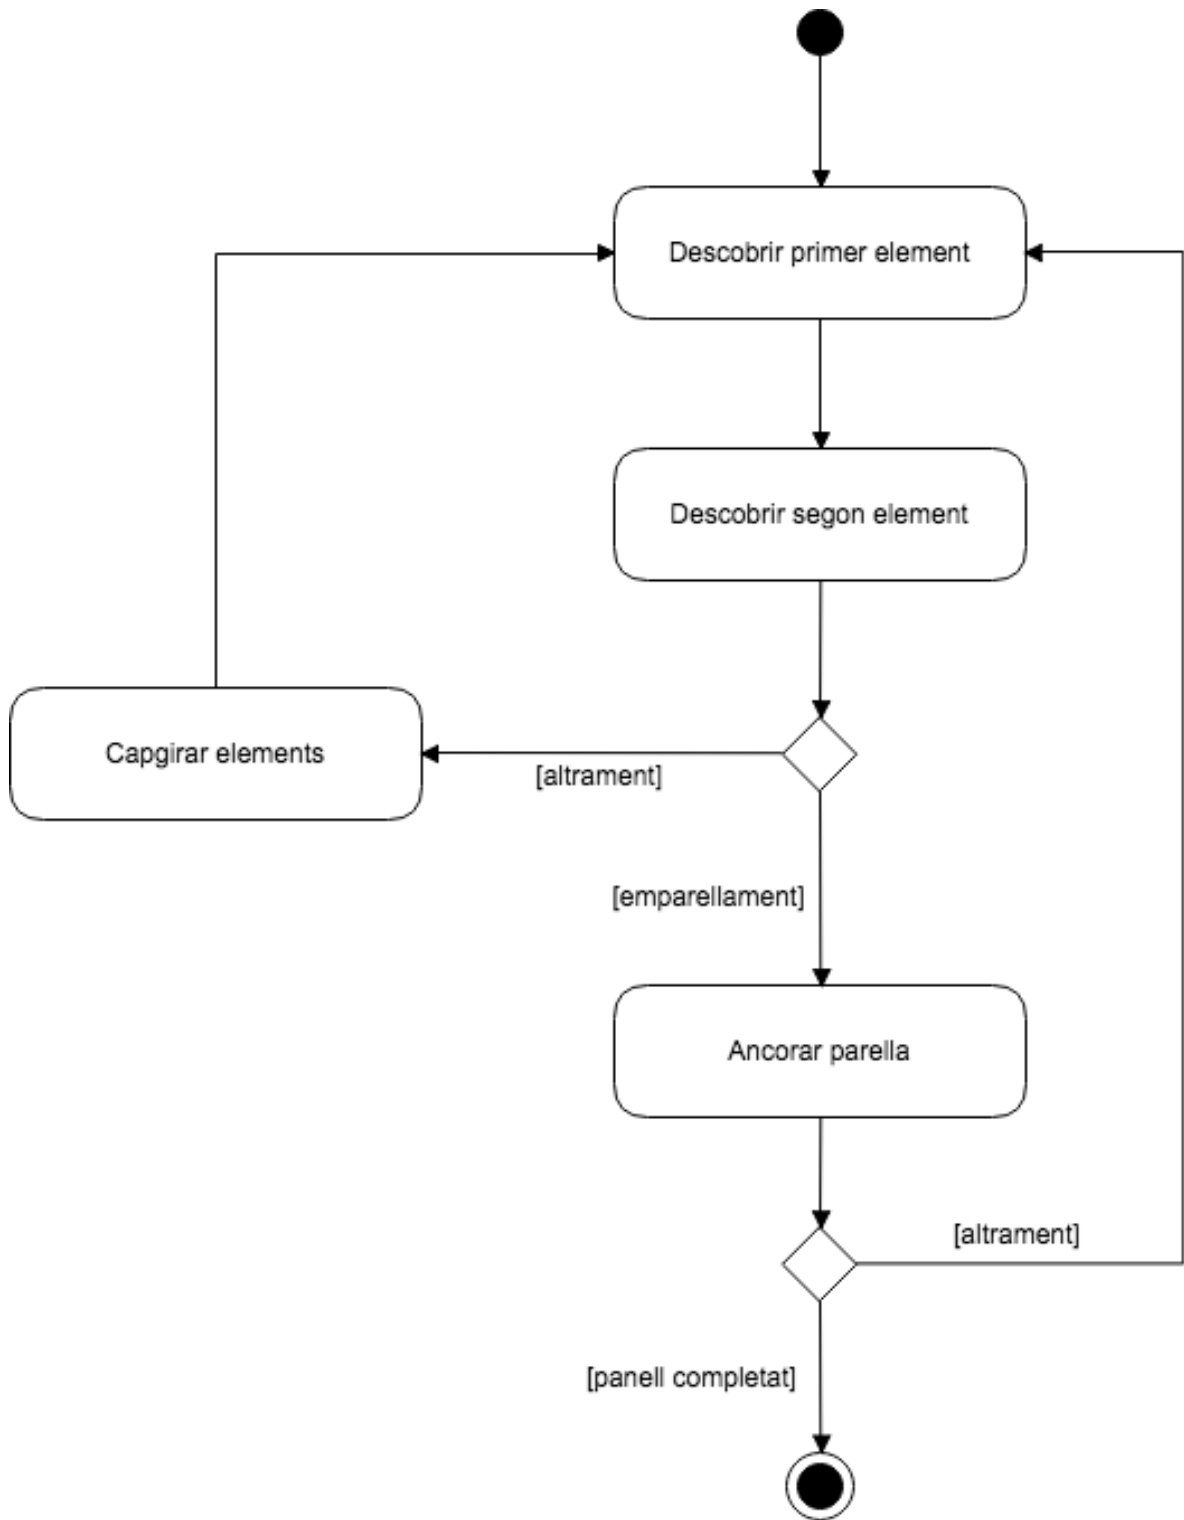 Descobrir primer element
Descobrir segon element
Capgirar elements
[altrament]
[emparellament]
Ancorar parella
[altrament]
[panell completat]